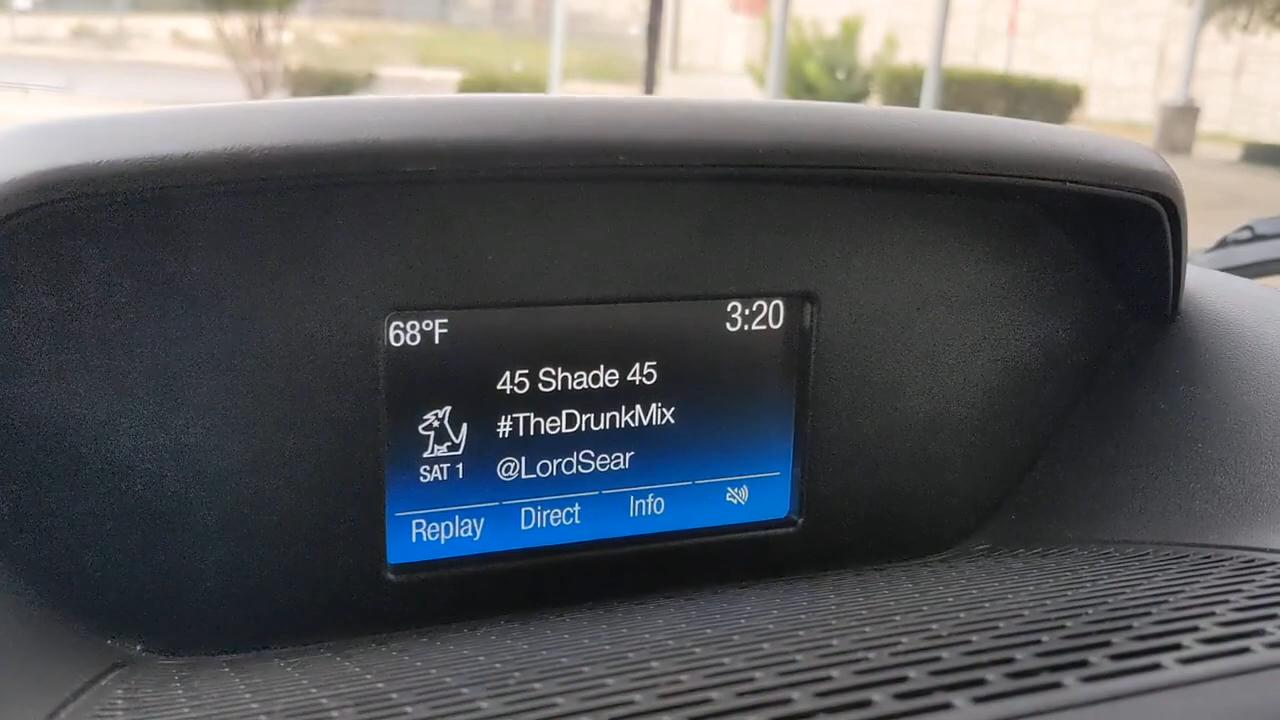 68°F 3:20
45 Shade 45
#TheDrunkMix
SAT 1 @LordSear
Replay Direct Info